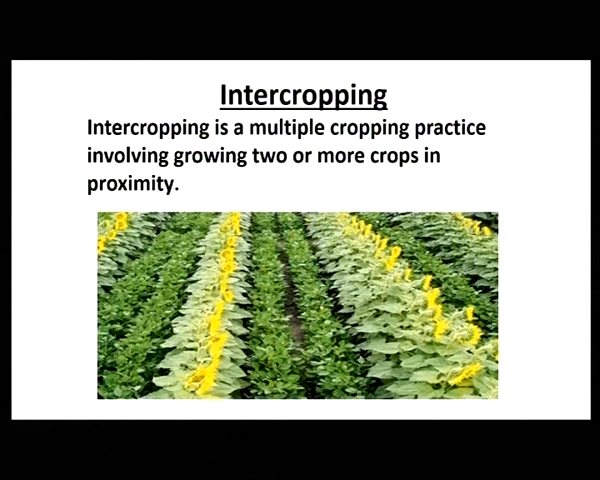 Intercropping
Intercropping is a multiple cropping practice
involving growing two or more crops in
proximity.